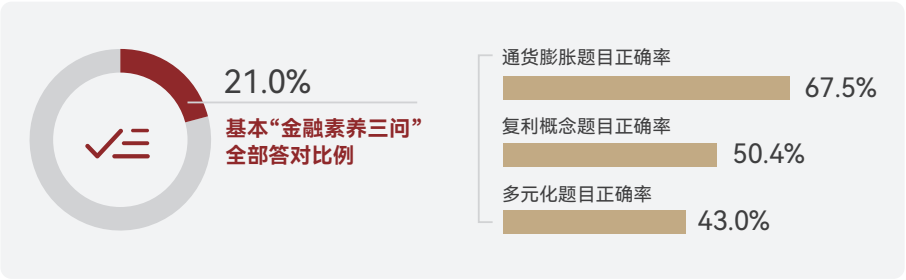 21.0%
基本“金融素养三问”
全部答对比例
通货膨胀题目正确率
67.5%
复利概念题目正确率
50.4%
多元化题目正确率
43.0%